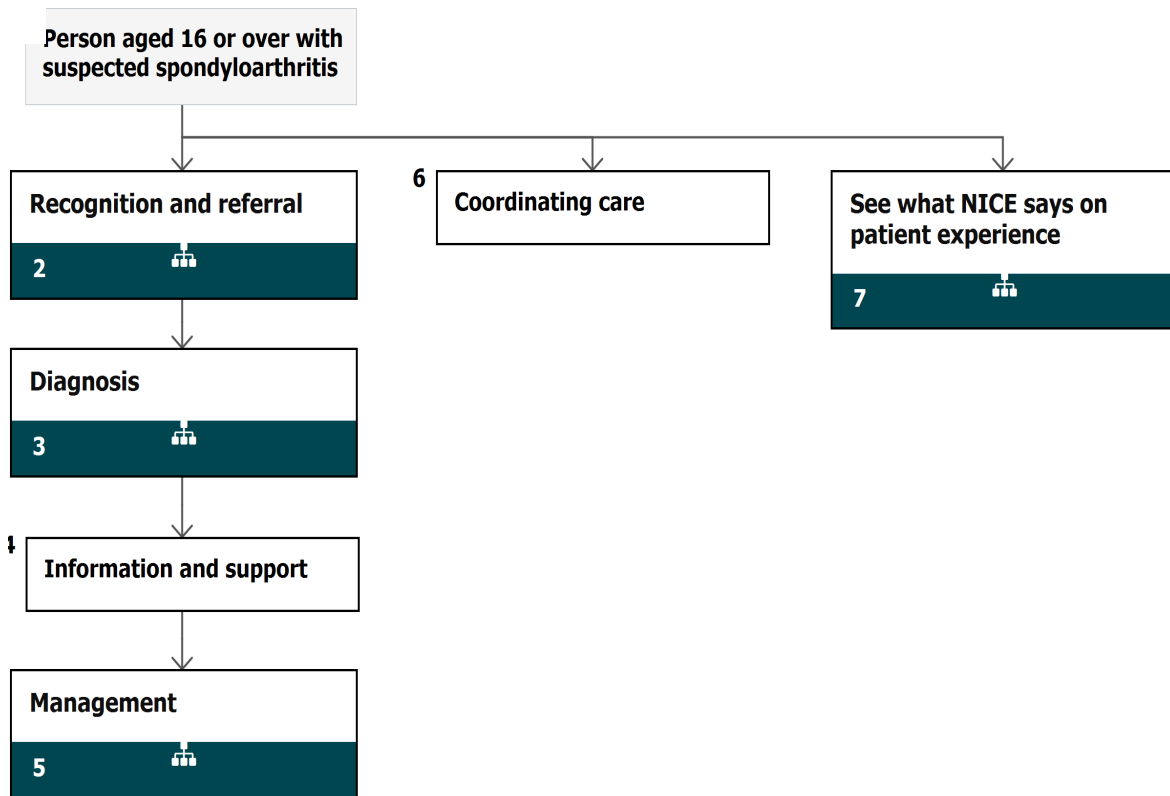 Person aged 16 or over with
suspected spondyloarthritis
Recognition and referral
2
Diagnosis
3
4
Information and support
Management
5
6
Coordinating care
See what NICE says on
patient experience
7